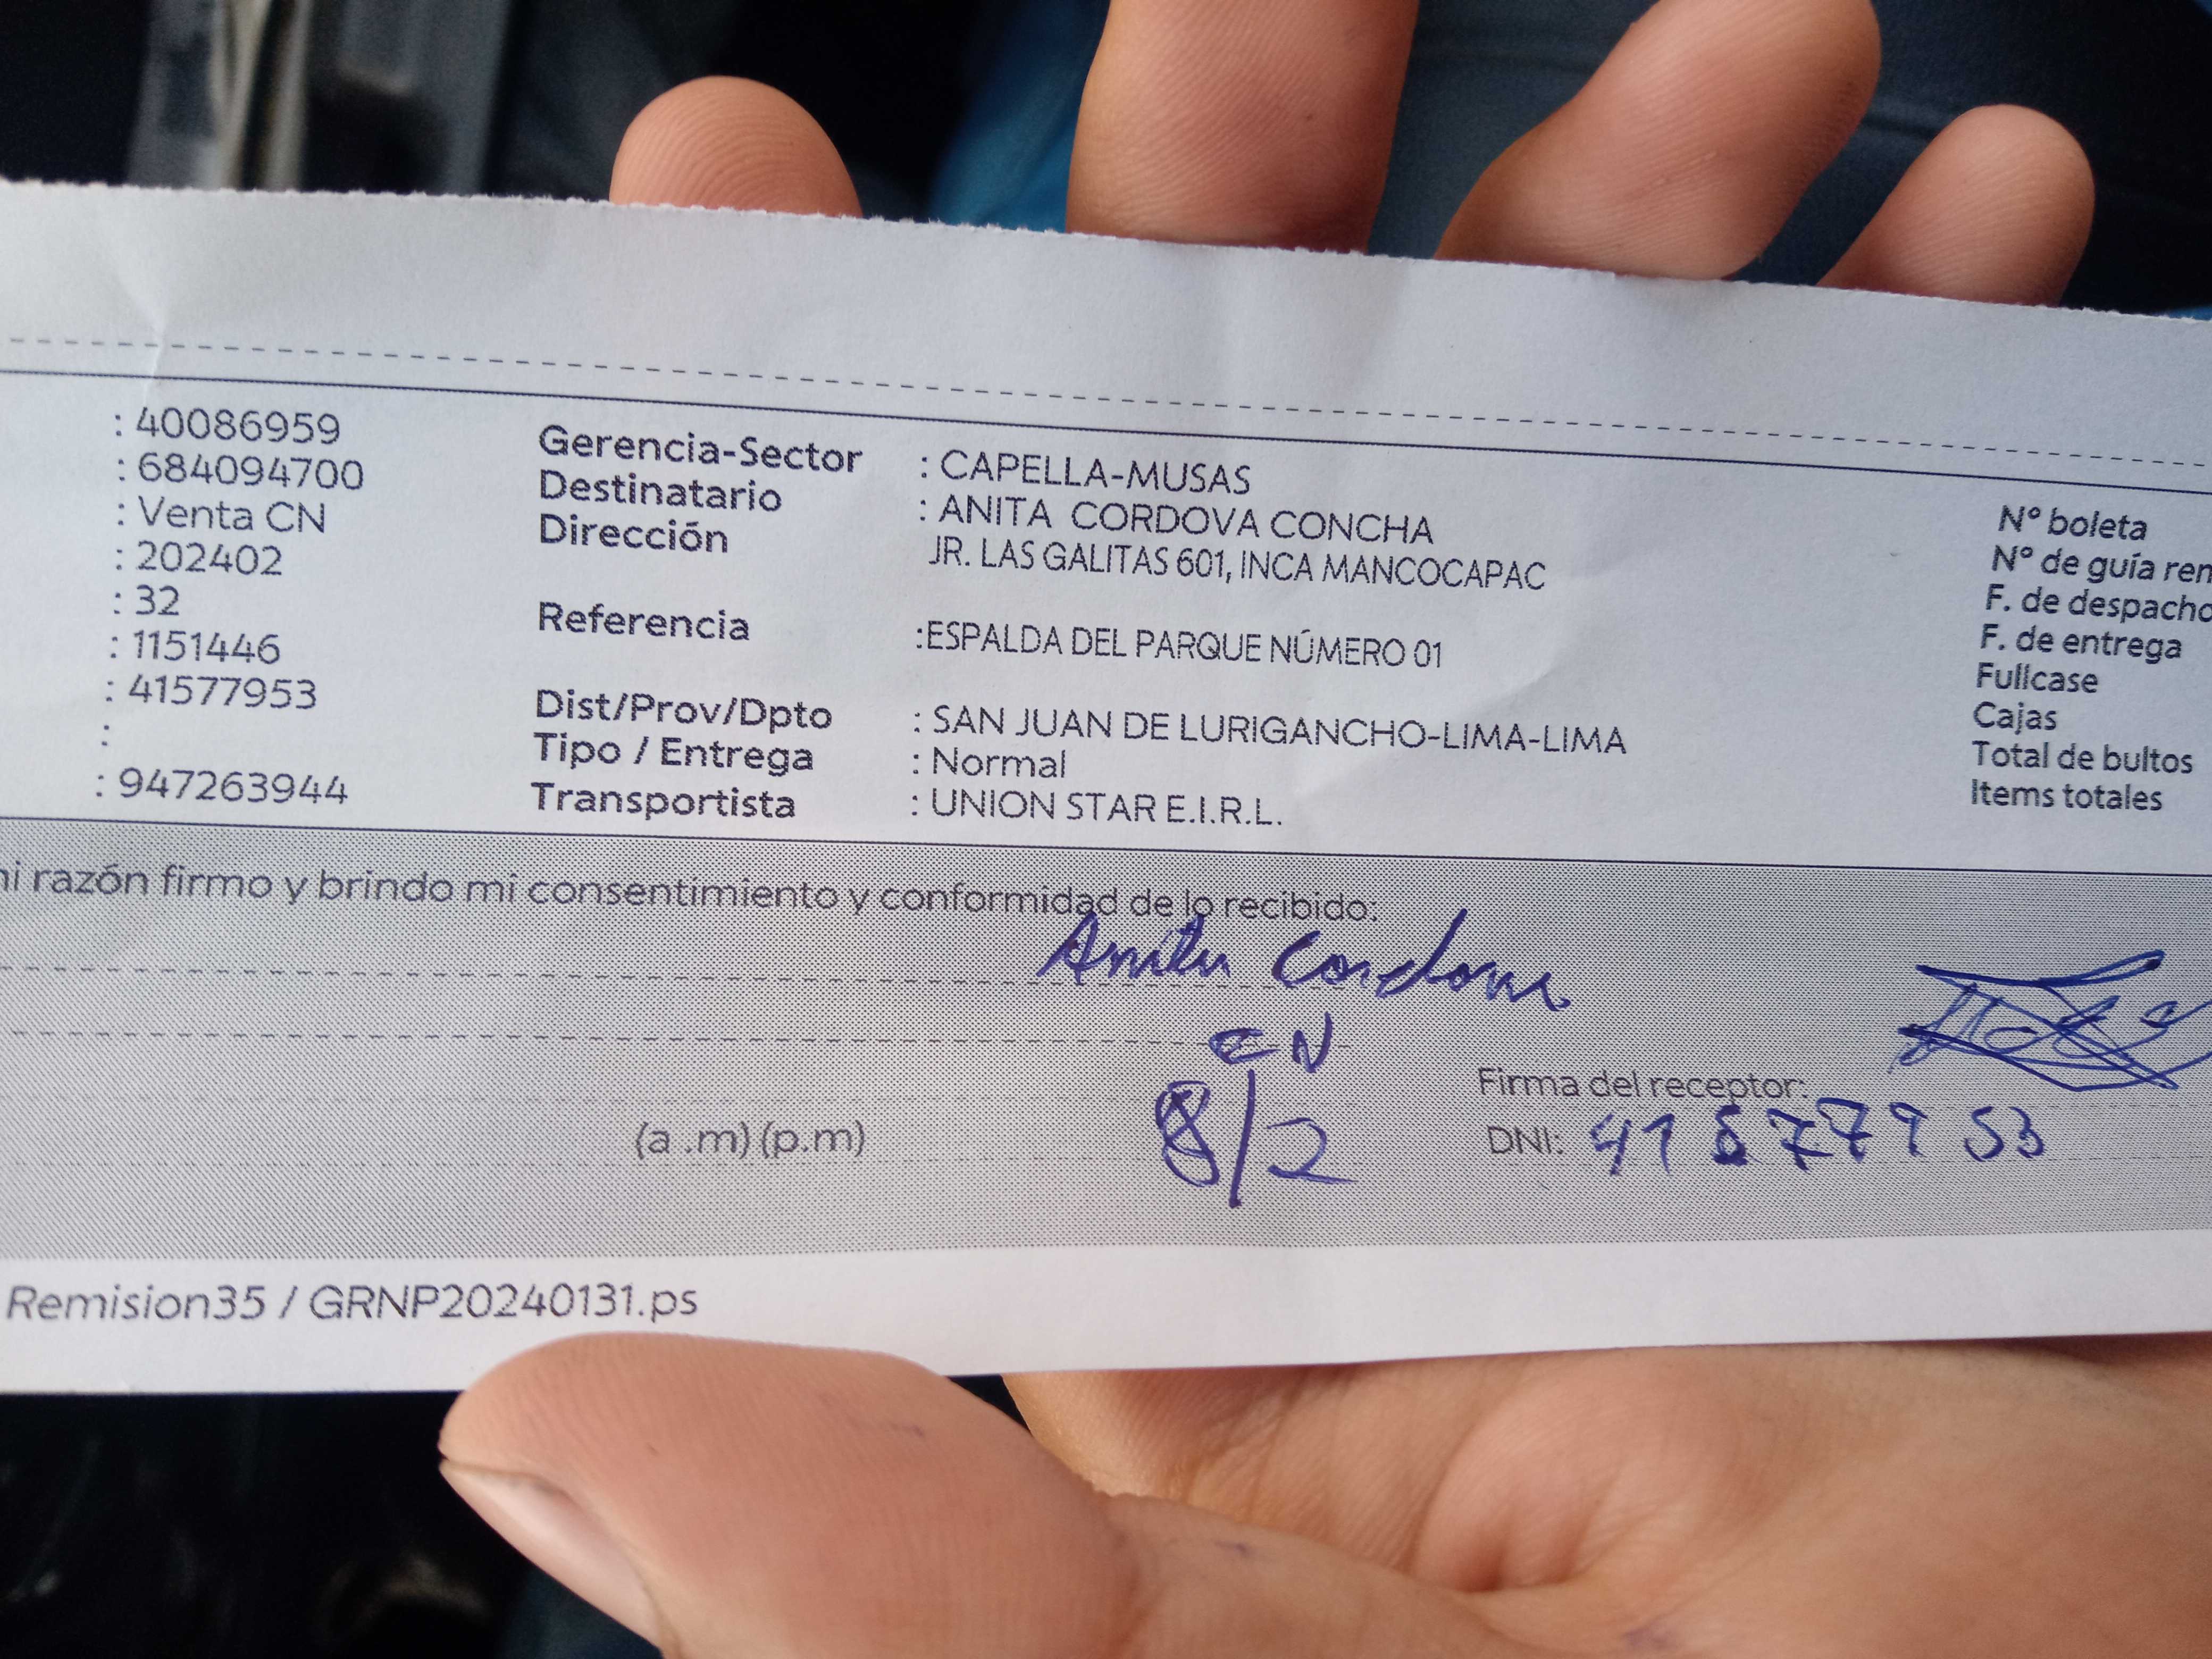 : 40086959
: 684094700
: Venta CN
: 202402
: 32
: 1151446
: 41577953
:
: 947263944
Gerencia-Sector : CAPELLA-MUSAS
Destinatario : ANITA CORDOVA CONCHA
Dirección JR. LAS GALITAS 601, INCA MANCOCAPAC
Referencia :ESPALDA DEL PARQUE NÚMERO 01
Dist/Prov/Dpto : SAN JUAN DE LURIGANCHO-LIMA-LIMA
Tipo / Entrega : Normal
Transportista : UNION STAR E.I.R.L.
N° boleta
N° de guía rem
F. de despacho
F. de entrega
Fullcase
Cajas
Total de bultos
Items totales
ni razón firmo y brindo mi consentimiento y conformidad de lo recibido:
Anita Cordova
EN
Firma del receptor:
(a .m) (p.m) 8/2 DNI: 41577953
Remision35 / GRNP20240131.ps